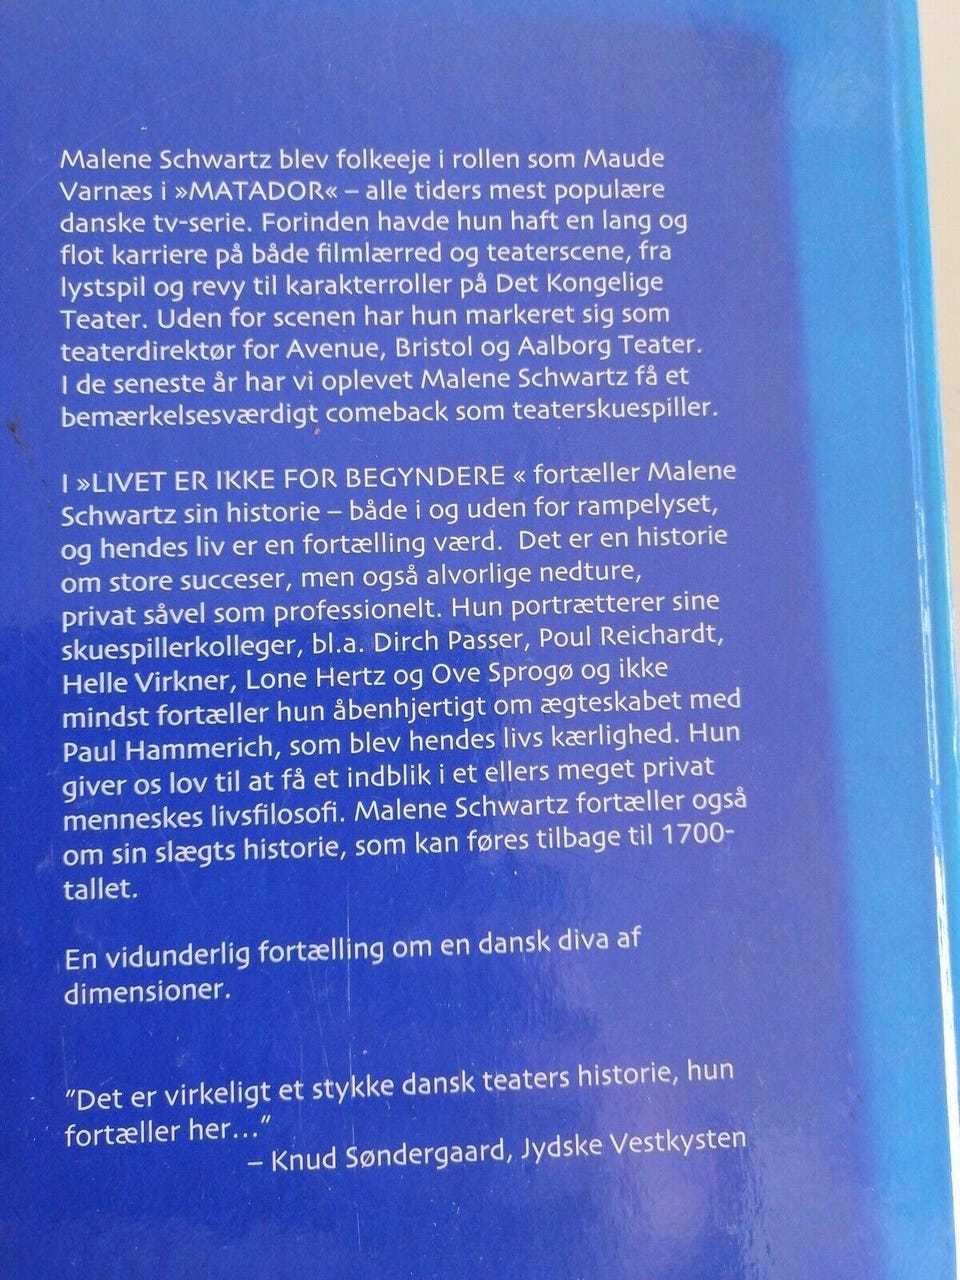 Malene Schwartz blev folkeeje i rollen som Maude
Varnæs i »MATADOR« – alle tiders mest populære
danske tv-serie. Forinden havde hun haft en lang og
flot karriere på både filmlærred og teaterscene, fra
lystspil og revy til karakterroller på Det Kongelige
Teater. Uden for scenen har hun markeret sig som
teaterdirektør for Avenue, Bristol og Aalborg Teater.
I de seneste år har vi oplevet Malene Schwartz få et
bemærkelsesværdigt comeback som teaterskuespiller.
I »LIVET ER IKKE FOR BEGYNDERE « fortæller Malene
Schwartz sin historie – både i og uden for rampelyset,
og hendes liv er en fortælling værd.  Det er en historie
om store succeser, men også alvorlige nedture,
privat såvel som professionelt. Hun portrætterer sine
skuespillerkolleger, bl.a. Dirch Passer, Poul Reichardt,
Helle Virkner, Lone Hertz og Ove Sprogø og ikke
mindst fortæller hun åbenhjertigt om ægteskabet med
Paul Hammerich, som blev hendes livs kærlighed. Hun
giver os lov til at få et indblik i et ellers meget privat
menneskes livsfilosofi. Malene Schwartz fortæller også
om sin slægts historie, som kan føres tilbage til 1700-
tallet.
En vidunderlig fortælling om en dansk diva af
dimensioner.
"Det er virkeligt et stykke dansk teaters historie, hun
fortæller her..."
– Knud Søndergaard, Jydske Vestkysten